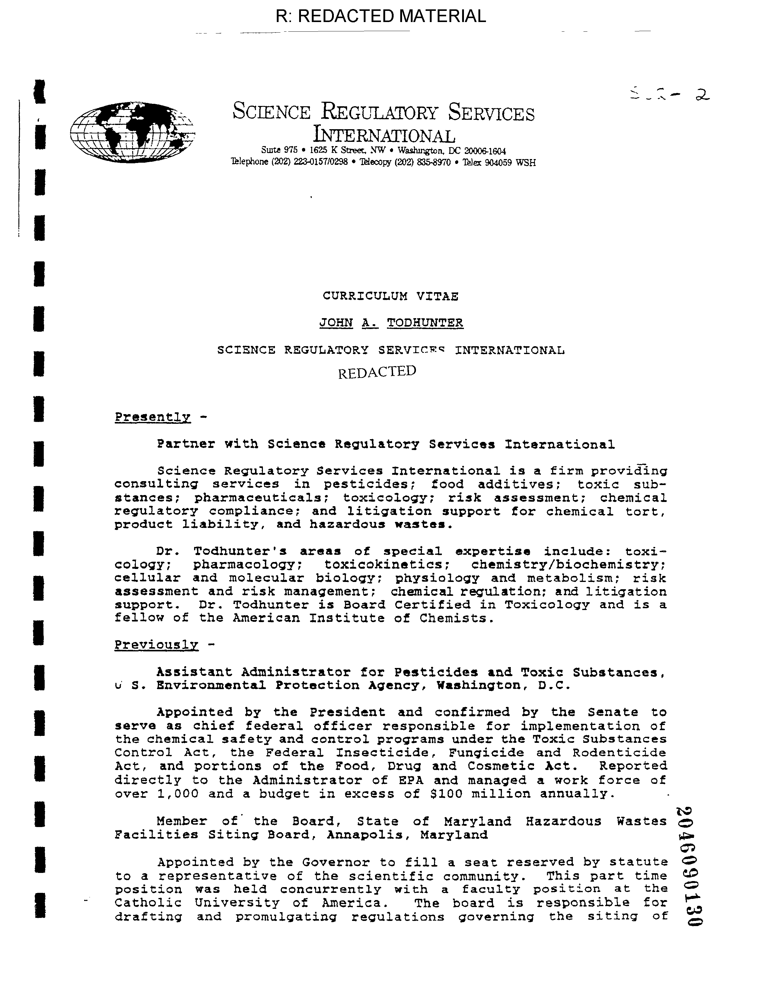 R: REDACTED MATERIAL
SCIENCE REGULATORY SERVICES
INTERNATIONAL
Suite 975 • 1625 K Street, NW • Washington, DC 20006-1604
Telephone (202) 223-0157/0298 • Telecopy (202) 835-8970 • Telex 904059 WSH
CURRICULUM VITAE
JOHN A. TODHUNTER
SCIENCE REGULATORY SERVICES INTERNATIONAL
REDACTED
Presently -
Partner with Science Regulatory Services International
Science Regulatory Services International is a firm providing
consulting services in pesticides; food additives; toxic sub-
stances; pharmaceuticals; toxicology; risk assessment; chemical
regulatory compliance; and litigation support for chemical tort,
product liability, and hazardous wastes.
Dr. Todhunter's areas of special expertise include: toxi-
cology; pharmacology; toxicokinetics; chemistry/biochemistry;
cellular and molecular biology; physiology and metabolism; risk
assessment and risk management; chemical regulation; and litigation
support. Dr. Todhunter is Board Certified in Toxicology and is a
fellow of the American Institute of Chemists.
Previously -
Assistant Administrator for Pesticides and Toxic Substances,
U S. Environmental Protection Agency, Washington, D.C.
Appointed by the President and confirmed by the Senate to
serve as chief federal officer responsible for implementation of
the chemical safety and control programs under the Toxic Substances
Control Act, the Federal Insecticide, Fungicide and Rodenticide
Act, and portions of the Food, Drug and Cosmetic Act. Reported
directly to the Administrator of EPA and managed a work force of
over 1,000 and a budget in excess of $100 million annually.
Member of the Board, State of Maryland Hazardous Wastes
Facilities Siting Board, Annapolis, Maryland
Appointed by the Governor to fill a seat reserved by statute
to a representative of the scientific community. This part time
position was held concurrently with a faculty position at the
Catholic University of America. The board is responsible for
drafting and promulgating regulations governing the siting of
2046090130